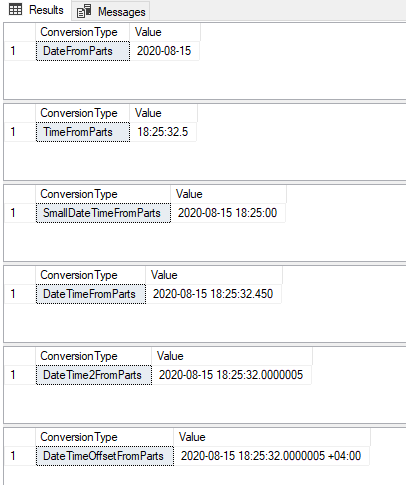 Results Messages
ConversionType Value
1 DateFromParts 2020-08-15
ConversionType Value
1 TimeFromParts 18:25:32.5
ConversionType Value
1 SmallDateTimeFromParts 2020-08-15 18:25:00
ConversionType Value
1 DateTimeFromParts 2020-08-15 18:25:32.450
ConversionType Value
1 DateTime2FromParts 2020-08-15 18:25:32.0000005
ConversionType Value
1 DateTimeOffsetFromParts 2020-08-15 18:25:32.0000005 +04:00